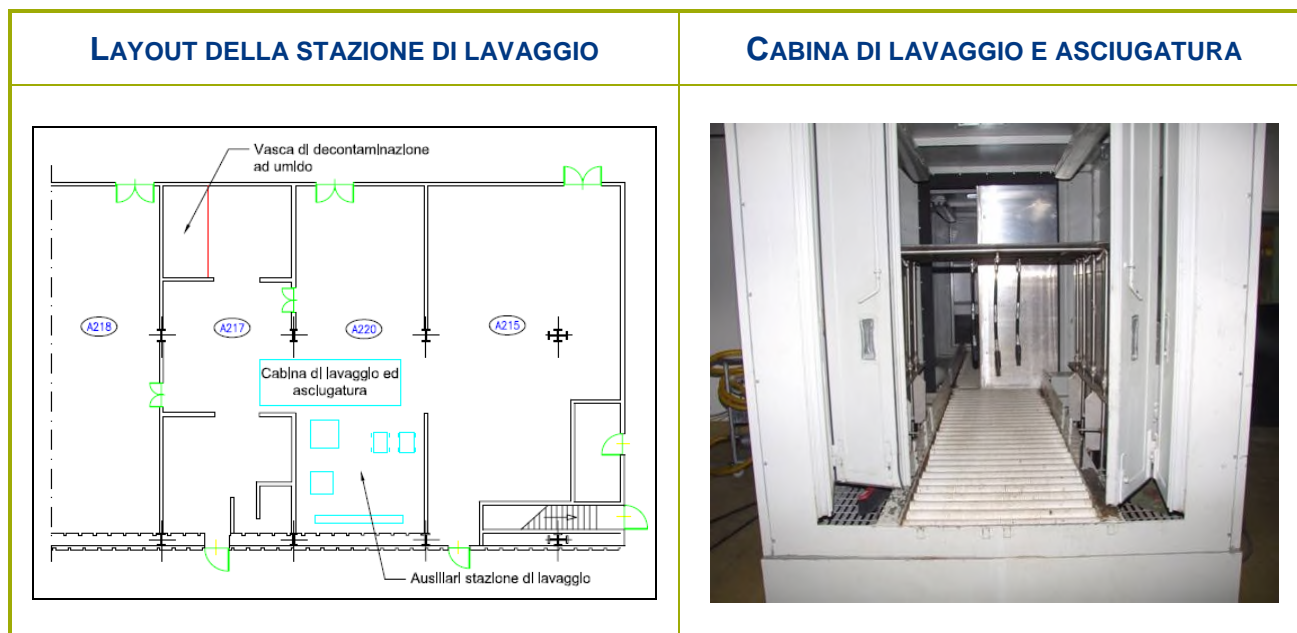 LAYOUT DELLA STAZIONE DI LAVAGGIO
CABINA DI LAVAGGIO E ASCIUGATURA
Vasca di decontaminazione
ad umido
A218
A217
A220
A215
Cabina di lavaggio ed
asciugatura
Ausiliari stazione di lavaggio